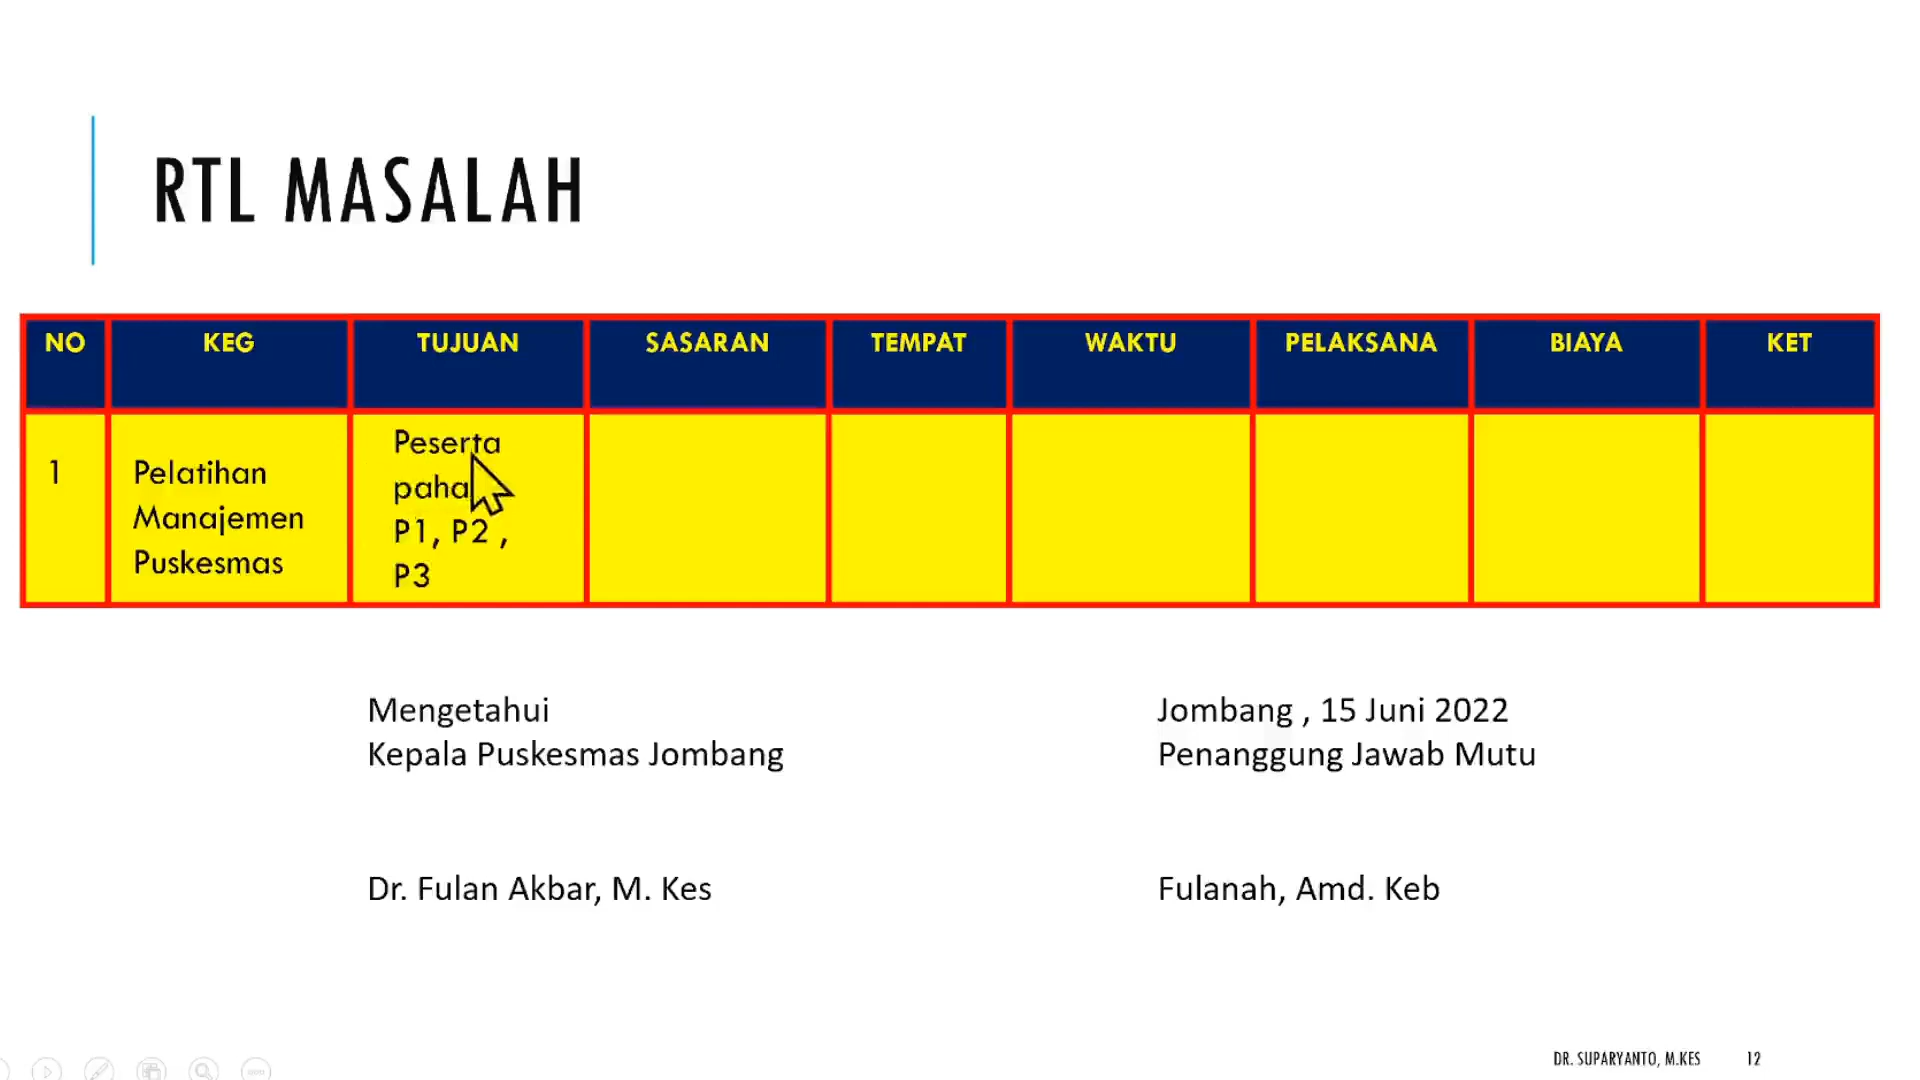 RTL MASALAH
NO KEG TUJUAN SASARAN TEMPAT WAKTU PELAKSANA BIAYA KET
1
Pelatihan
Manajemen
Puskesmas
Peserta
paha
P1, P2 ,
P3
Mengetahui
Kepala Puskesmas Jombang
Dr. Fulan Akbar, M. Kes
Jombang , 15 Juni 2022
Penanggung Jawab Mutu
Fulanah, Amd. Keb
DR. SUPARYANTO, M.KES 12